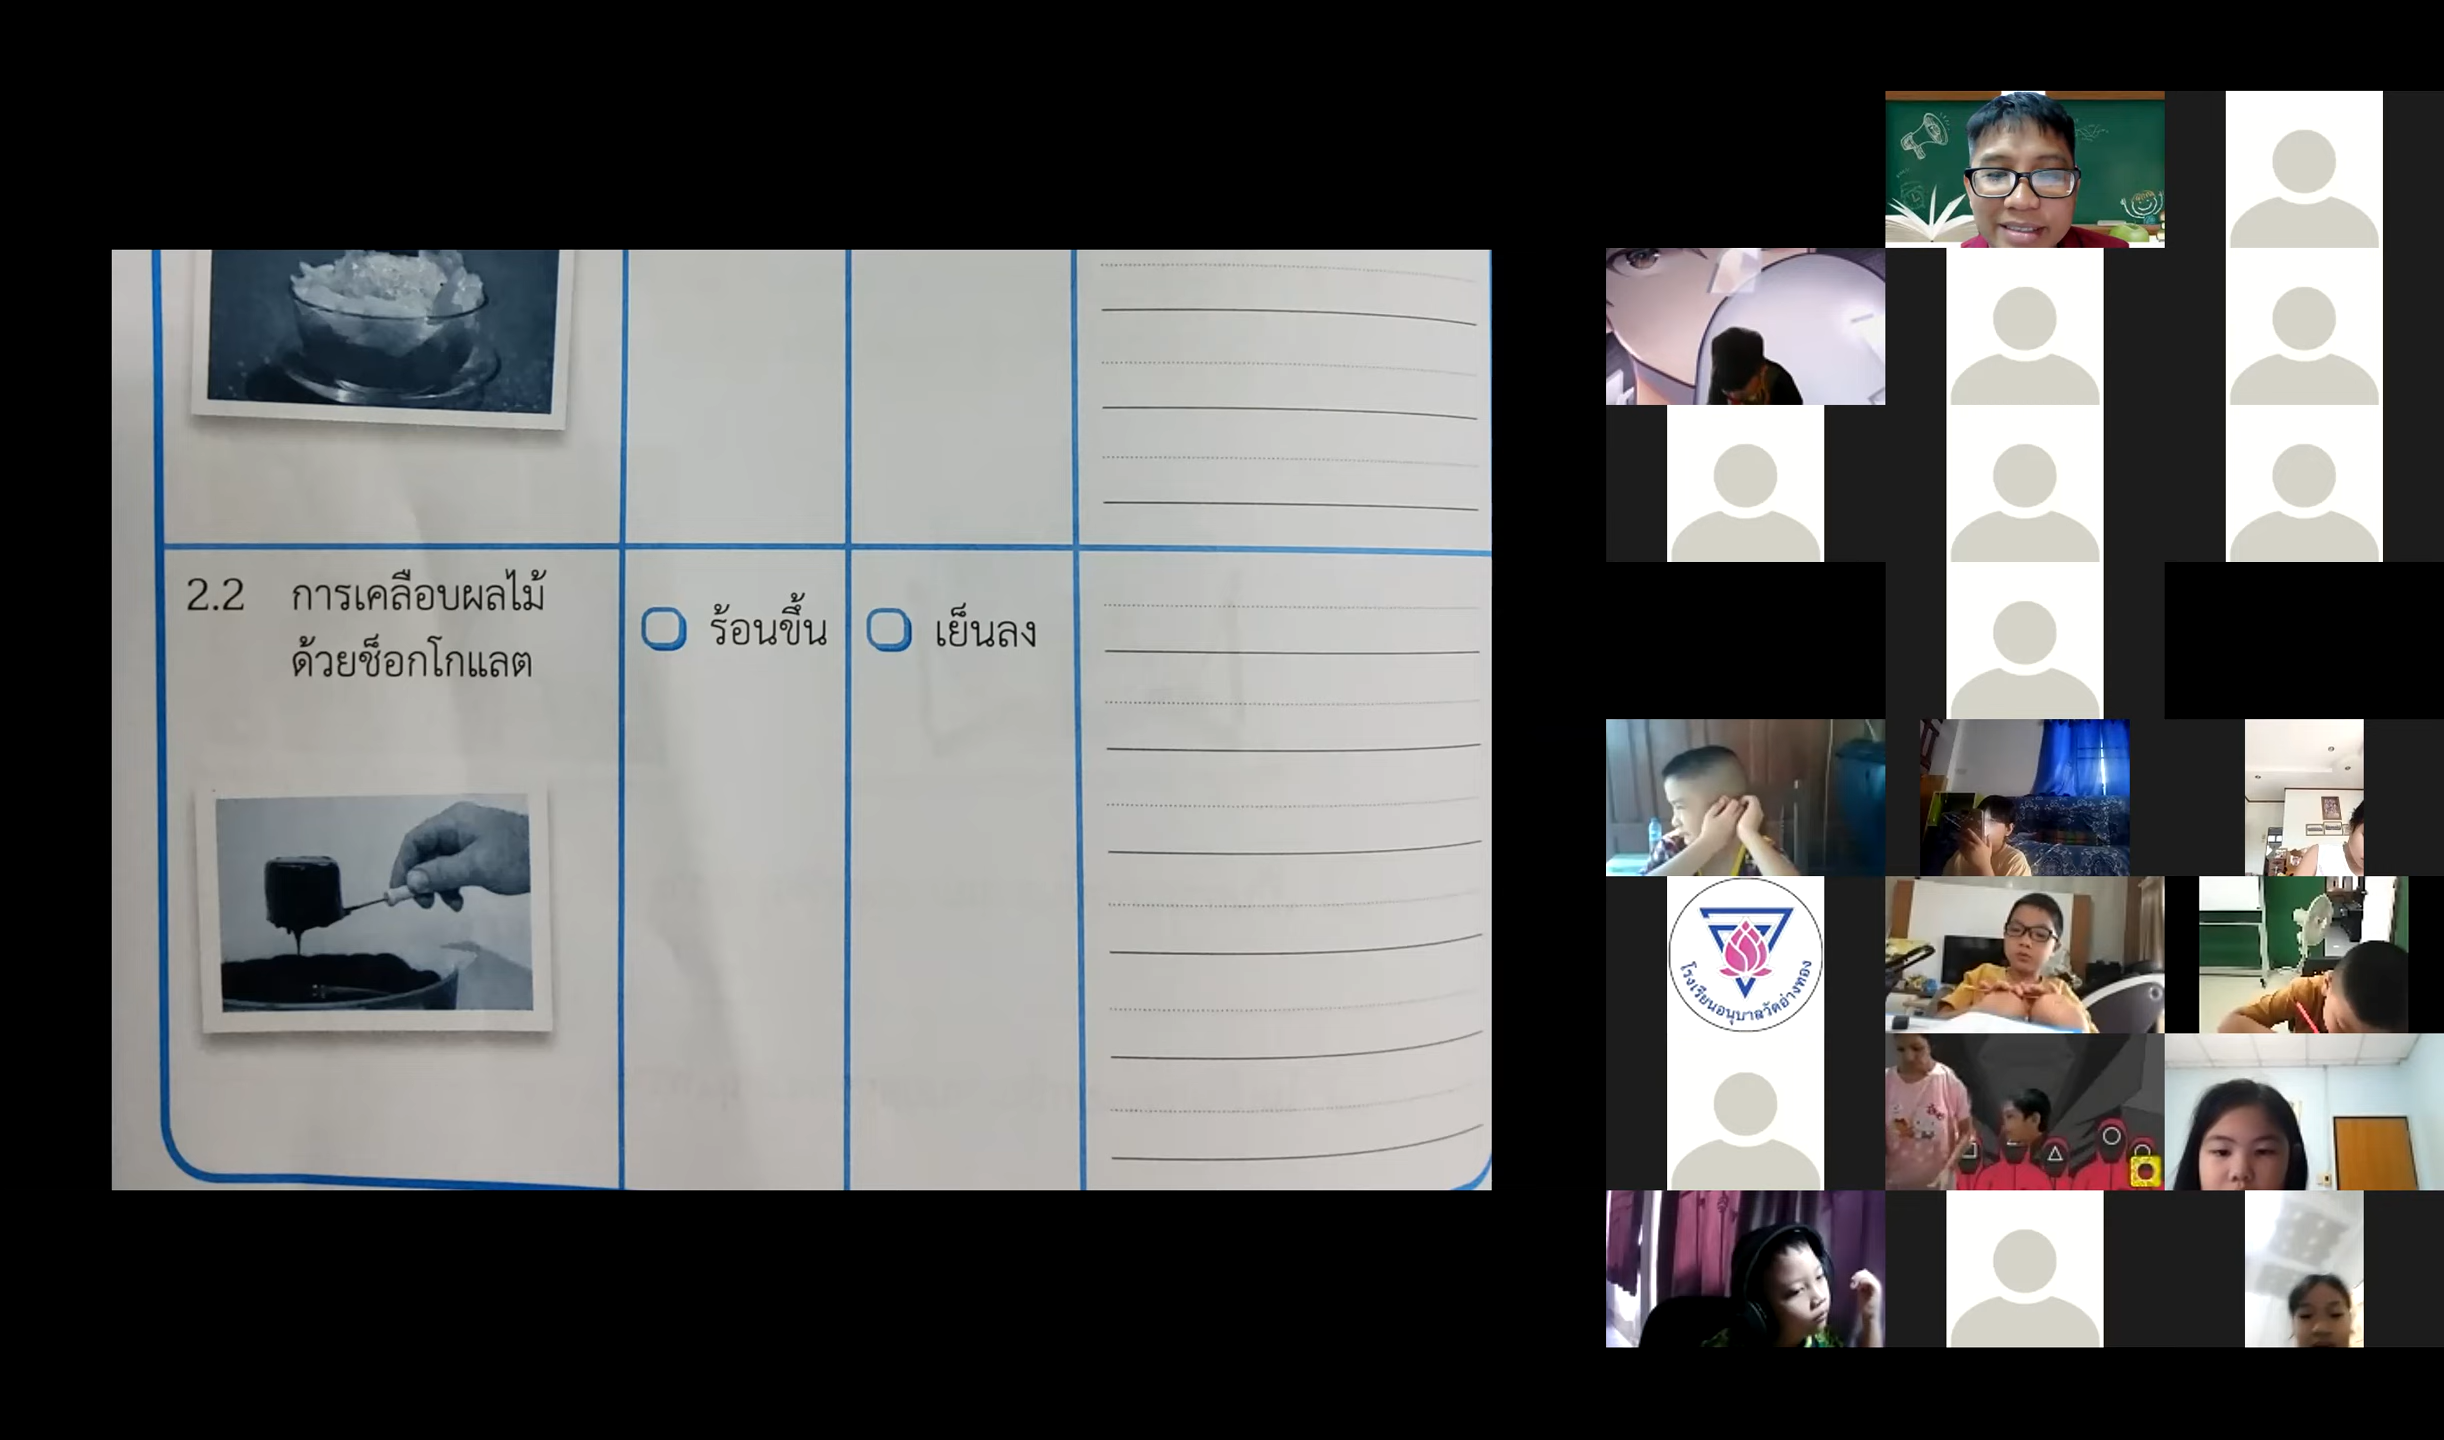 2.2 การเคลือบผลไม้
ด้วยช็อกโกแลต
ร้อนขึ้น
เย็นลง
โรงเรียนอนุบาลวัดอ่างทอง